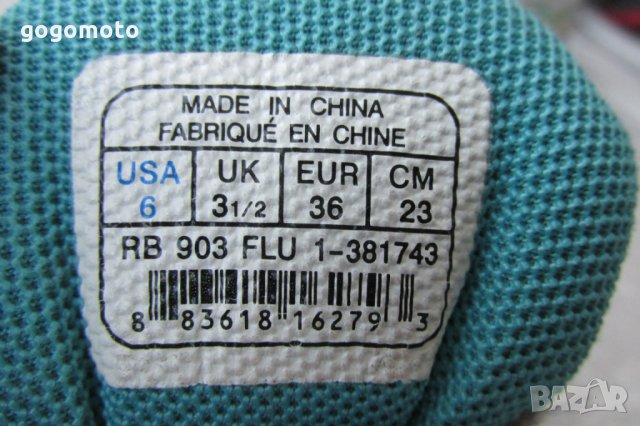 gogomoto
MADE IN CHINA
FABRIQUÉ EN CHINE
USA UK EUR CM
6 3 1/2 36 23
RB 903 FLU 1-381743
8 83618 16279 3
BAZAR